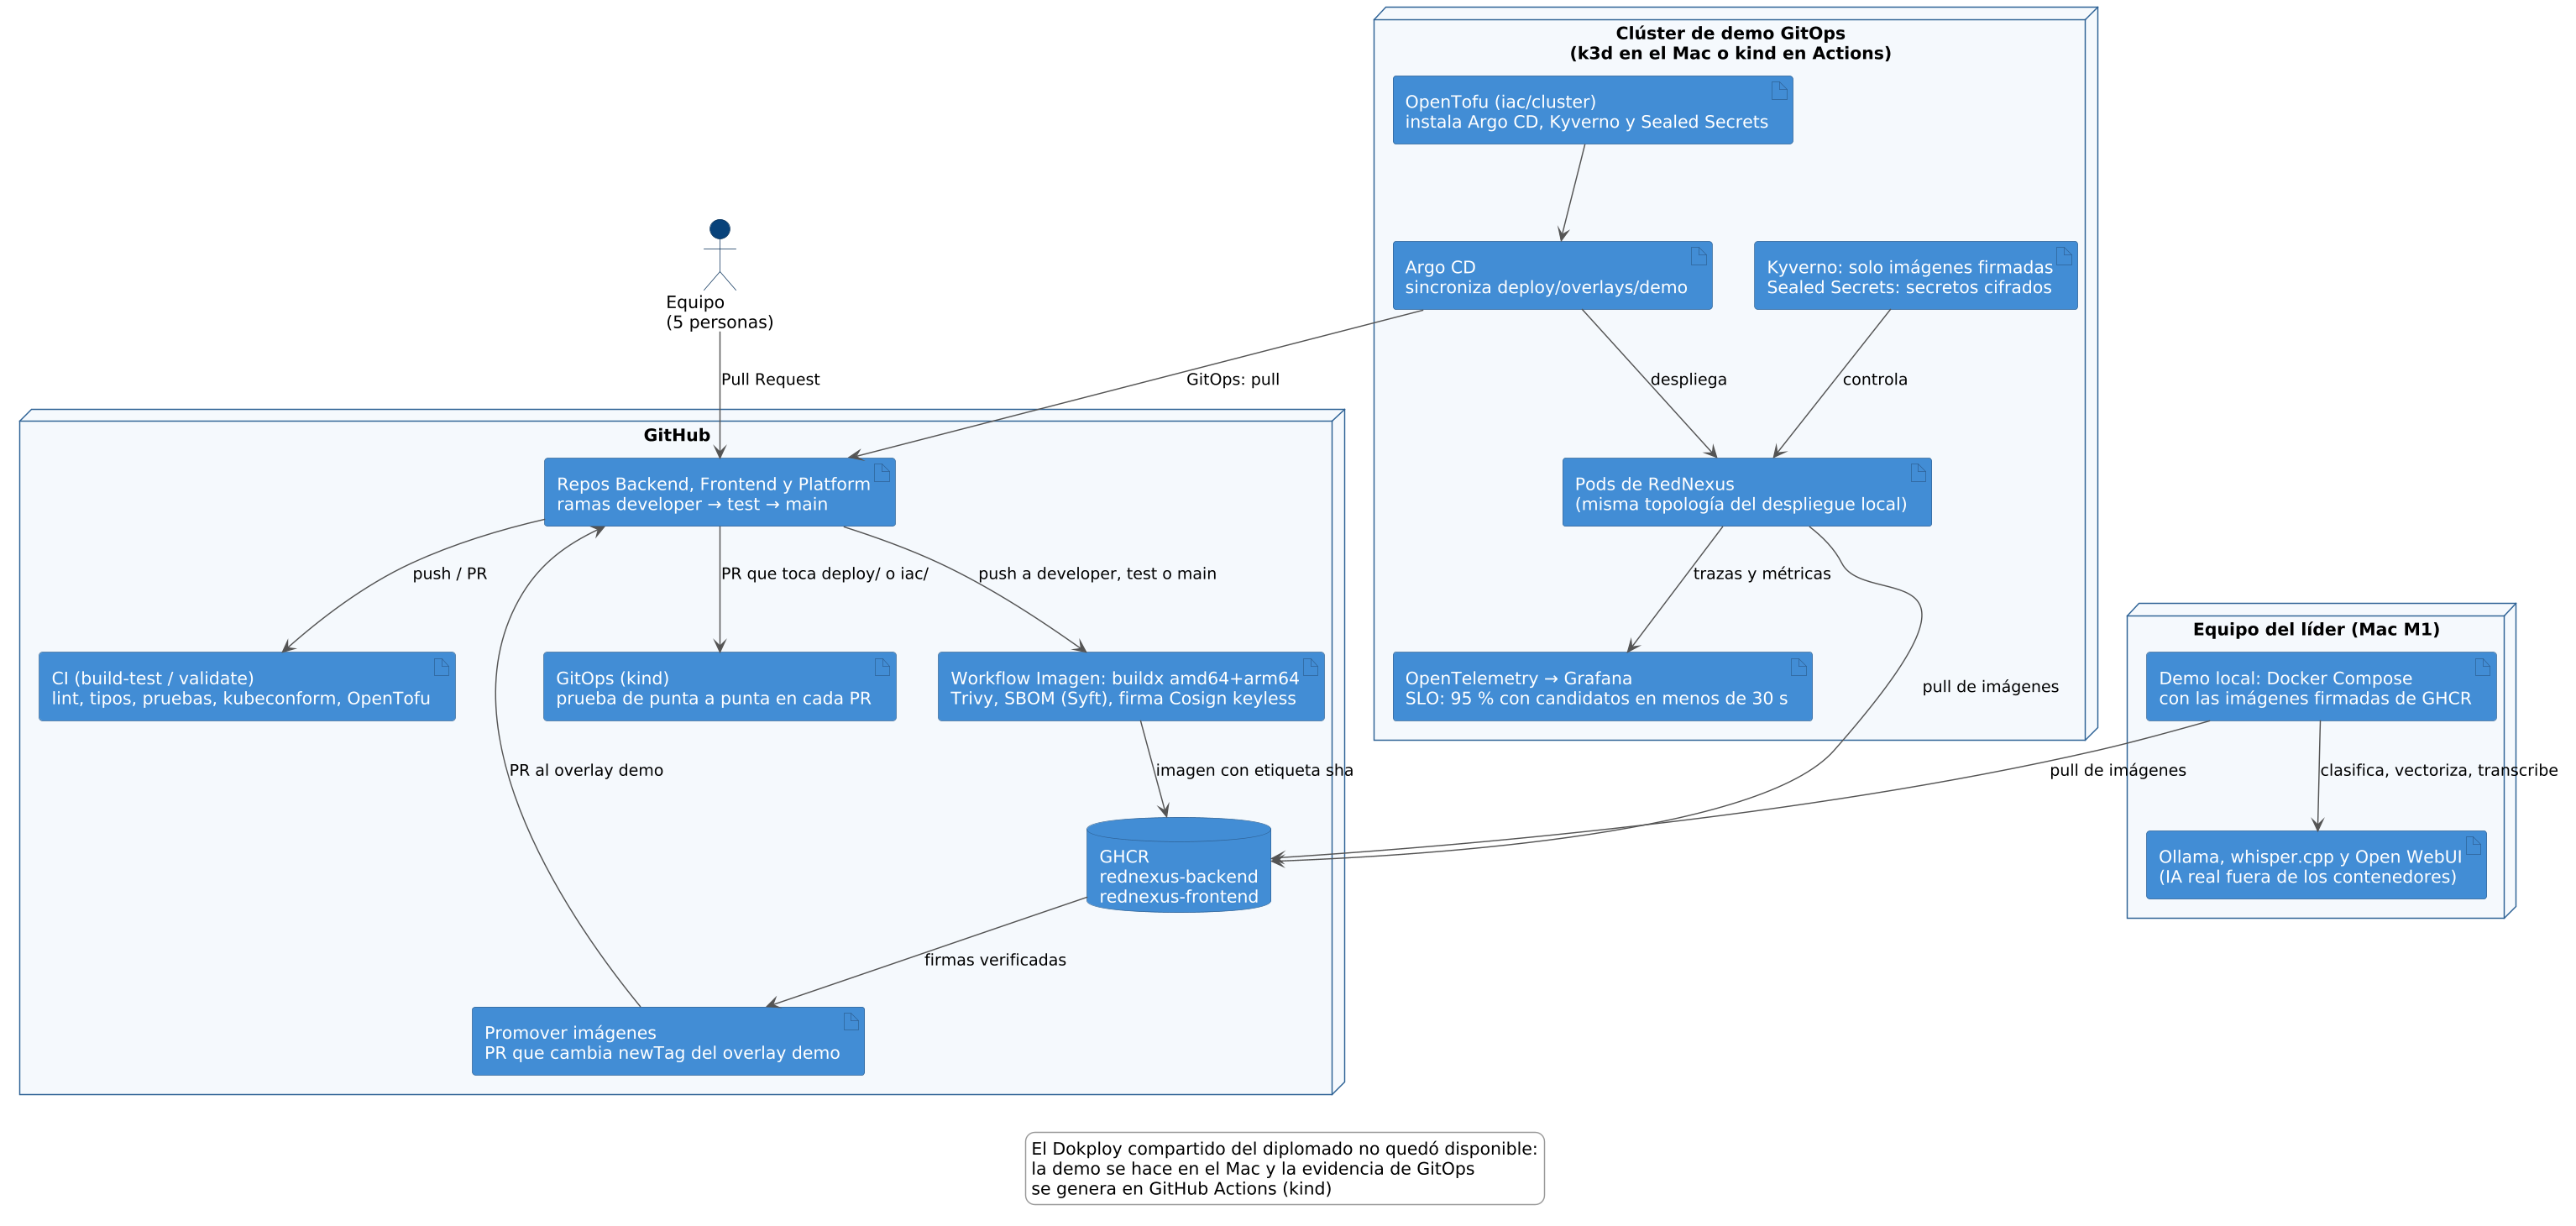 Clúster de demo GitOps
(k3d en el Mac o kind en Actions)
OpenTofu (iac/cluster)
instala Argo CD, Kyverno y Sealed Secrets
Argo CD
sincroniza deploy/overlays/demo
Kyverno: solo imágenes firmadas
Sealed Secrets: secretos cifrados
Equipo
(5 personas)
Pull Request
GitOps: pull
despliega
controla
GitHub
Repos Backend, Frontend y Platform
ramas developer → test → main
Pods de RedNexus
(misma topología del despliegue local)
push / PR
PR que toca deploy/ o iac/
push a developer, test o main
trazas y métricas
pull de imágenes
Equipo del líder (Mac M1)
CI (build-test / validate)
lint, tipos, pruebas, kubeconform, OpenTofu
GitOps (kind)
prueba de punta a punta en cada PR
Workflow Imagen: buildx amd64+arm64
Trivy, SBOM (Syft), firma Cosign keyless
OpenTelemetry → Grafana
SLO: 95 % con candidatos en menos de 30 s
Demo local: Docker Compose
con las imágenes firmadas de GHCR
PR al overlay demo
imagen con etiqueta sha
pull de imágenes
clasifica, vectoriza, transcribe
GHCR
rednexus-backend
rednexus-frontend
Ollama, whisper.cpp y Open WebUI
(IA real fuera de los contenedores)
firmas verificadas
Promover imágenes
PR que cambia newTag del overlay demo
El Dokploy compartido del diplomado no quedó disponible:
la demo se hace en el Mac y la evidencia de GitOps
se genera en GitHub Actions (kind)